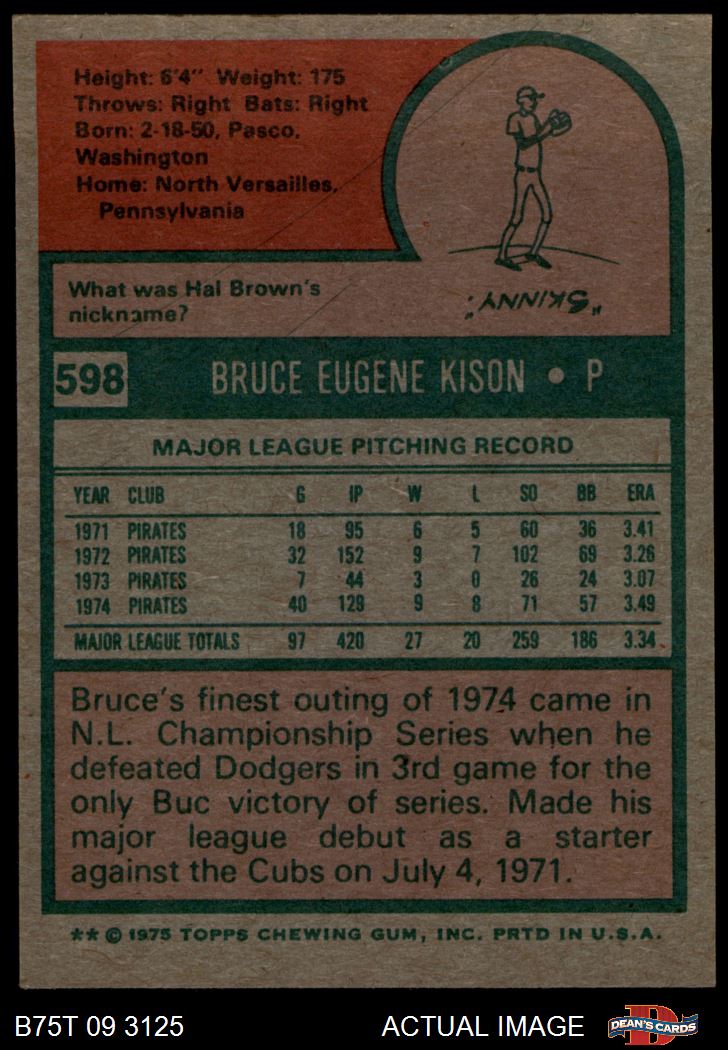 Height: 6'4" Weight: 175
Throws: Right Bats: Right
Born: 2-18-50, Pasco,
Washington
Home: North Versailles,
Pennsylvania
What was Hal Brown's
nickname?
"SKINNY"
598 BRUCE EUGENE KISON • P
MAJOR LEAGUE PITCHING RECORD
YEAR CLUB G IP W L SO BB ERA
1971 PIRATES 18 95 6 5 60 36 3.41
1972 PIRATES 32 152 9 7 102 69 3.26
1973 PIRATES 7 44 3 0 26 24 3.07
1974 PIRATES 40 129 9 8 71 57 3.49
MAJOR LEAGUE TOTALS 97 420 27 20 259 186 3.34
Bruce's finest outing of 1974 came in
N.L. Championship Series when he
defeated Dodgers in 3rd game for the
only Buc victory of series. Made his
major league debut as a starter
against the Cubs on July 4, 1971.
** © 1975 TOPPS CHEWING GUM, INC. PRTD IN U.S.A.
B75T 09 3125 ACTUAL IMAGE D DEAN'S CARDS